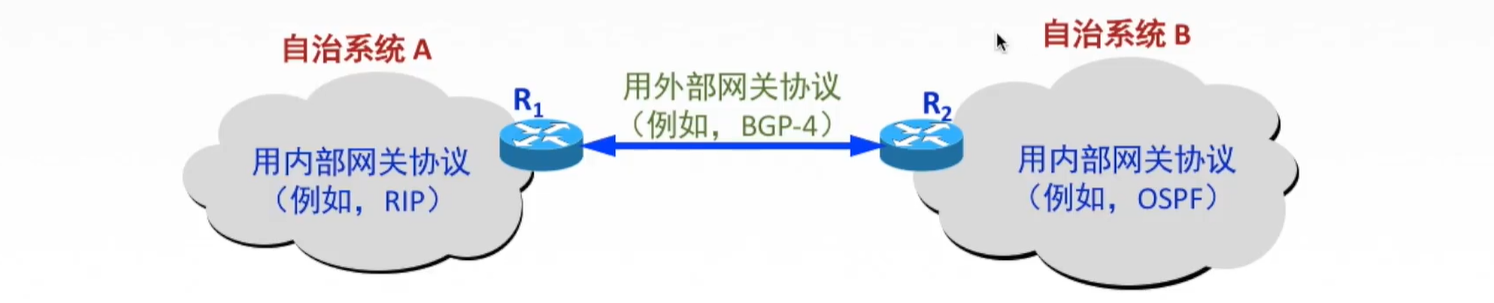 自治系统 A
自治系统 B
R1
用外部网关协议
（例如，BGP-4）
R2
用内部网关协议
（例如，RIP）
用内部网关协议
（例如，OSPF）